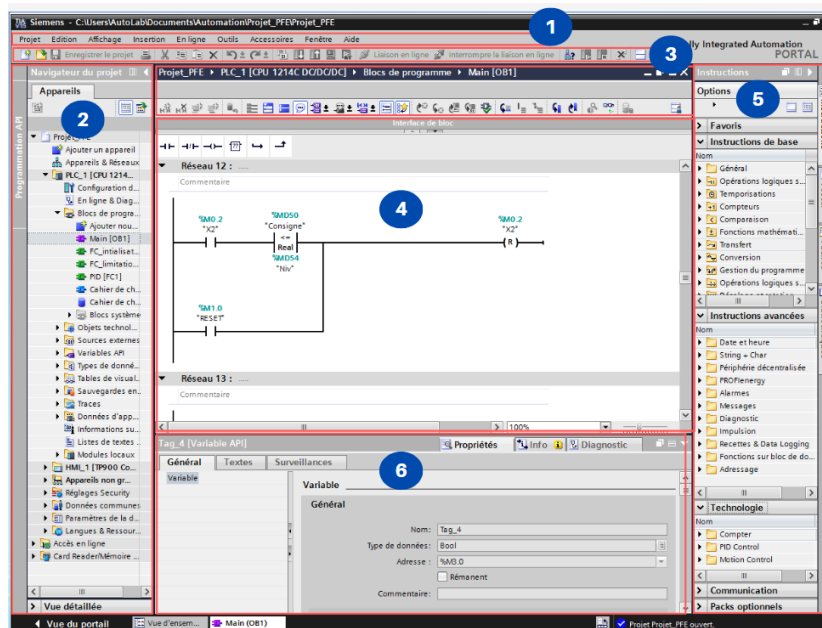 Siemens - C:\Users\AutoLab\Documents\Automation\Projet_PFE\Projet_PFE
Projet Edition Affichage Insertion En ligne Outils Accessoires Fenêtre Aide
1
Enregistrer le projet
Liaison en ligne
Interrompre la liaison en ligne
3
lly Integrated Automation
PORTAL
Navigateur du projet
Projet_PFE PLC_1 [CPU 1214C DC/DC/DC] Blocs de programme Main [OB1]
Instructions
Appareils
2
Programmation API
Ajouter un appareil
Appareils & Réseaux
PLC_1 [CPU 1214...
Configuration d...
En ligne & Diag...
Blocs de progra...
Ajouter nou...
Main [OB1]
FC_intialisat...
FC_limitatio...
PID [FC1]
Cahier de ch...
Cahier de ch...
Blocs système
Objets technol...
Sources externes
Variables API
Types de donné...
Tables de visual...
Sauvegardes en...
Traces
Données d'app...
Informations su...
Listes de textes ...
Modules locaux
HMI_1 [TP900 Co...
Appareils non gr...
Réglages Security
Données communes
Paramètres de la d...
Langues & Ressour...
Accès en ligne
Card Reader/Mémoire ...
Vue détaillée
Interface de bloc
Réseau 12 : .....
Commentaire
4
%M0.2
"X2"
%MD50
"Consigne"
<=
Real
%MD54
"Niv"
%M0.2
"X2"
R
%M1.0
"RESET"
Réseau 13 : .....
Commentaire
100%
Options
5
Favoris
Instructions de base
Nom
Général
Opérations logiques s...
Temporisations
Compteurs
Comparaison
Fonctions mathémati...
Transfert
Conversion
Gestion du programme
Opérations logiques s...
Instructions avancées
Nom
Date et heure
String + Char
Périphérie décentralisée
PROFIenergy
Alarmes
Messages
Diagnostic
Impulsion
Recettes & Data Logging
Fonctions sur bloc de do...
Adressage
Technologie
Nom
Compter
PID Control
Motion Control
Communication
Packs optionnels
Tag_4 [Variable API]
Propriétés
Info
Diagnostic
Général Textes Surveillances
6
Variable
Variable
Général
Nom: Tag_4
Type de données: Bool
Adresse : %M3.0
Rémanent
Commentaire:
Vue du portail
Vue d'ensem...
Main (OB1)
Projet Projet_PFE ouvert.